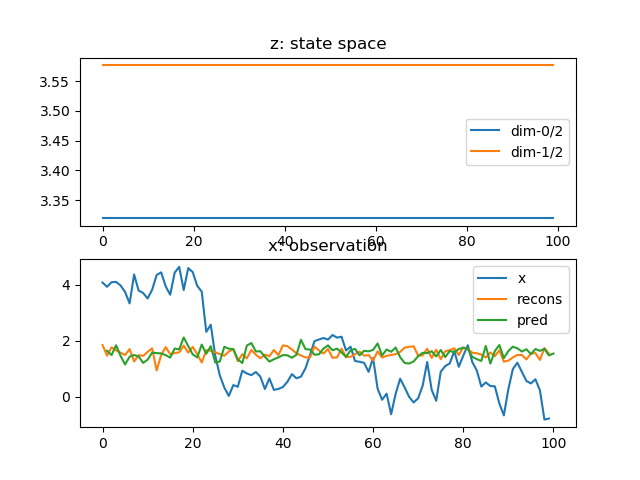 z: state space
3.55
3.50
3.45
3.40
3.35
dim-0/2
dim-1/2
0 20 40 60 80 100
x: observation
4
2
0
x
recons
pred
0 20 40 60 80 100